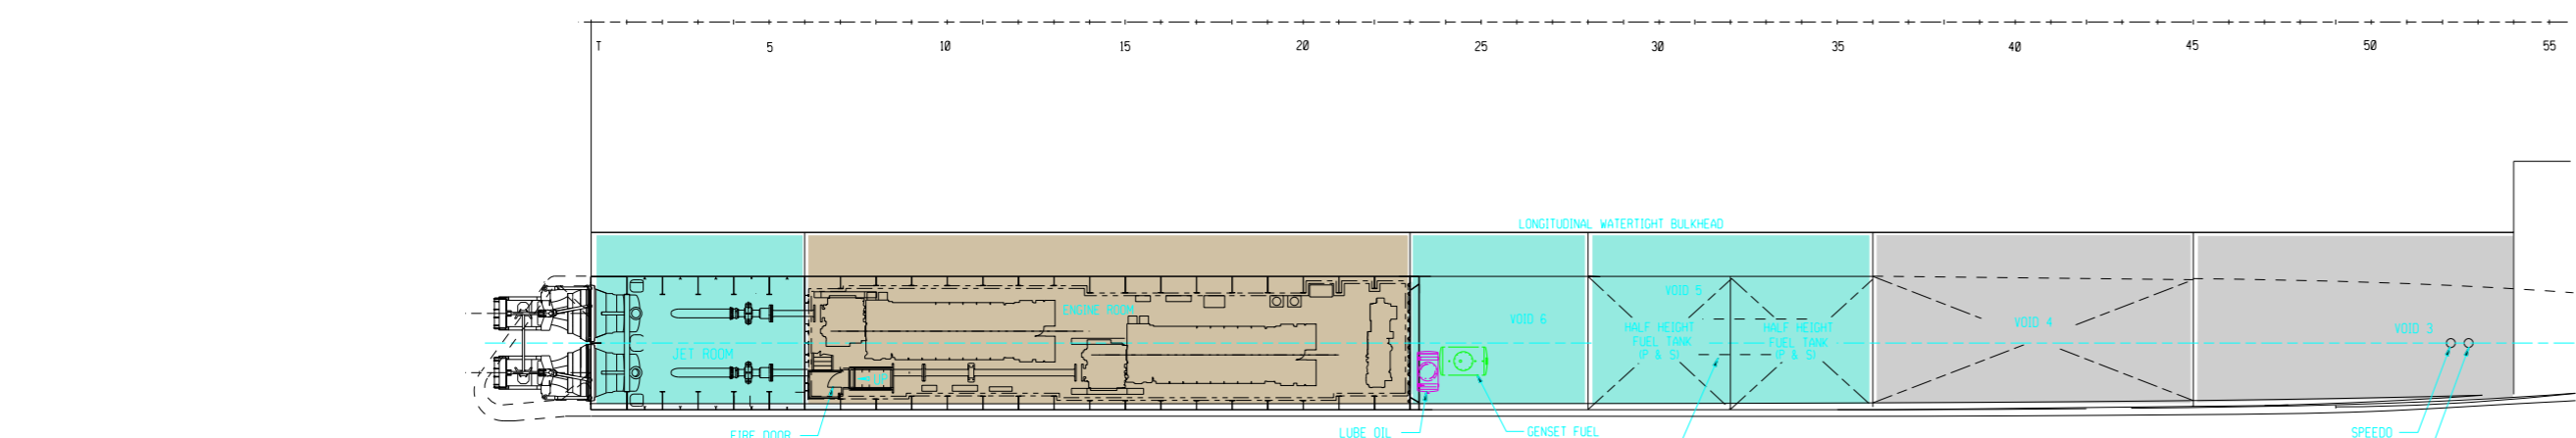 T 5 10 15 20 25 30 35 40 45 50 55
LONGITUDINAL WATERTIGHT BULKHEAD
JET ROOM
ENGINE ROOM
UP
VOID 6
VOID 5
HALF HEIGHT
FUEL TANK
(P & S)
HALF HEIGHT
FUEL TANK
(P & S)
VOID 4
VOID 3
FIRE DOOR
LUBE OIL
GENSET FUEL
SPEEDO